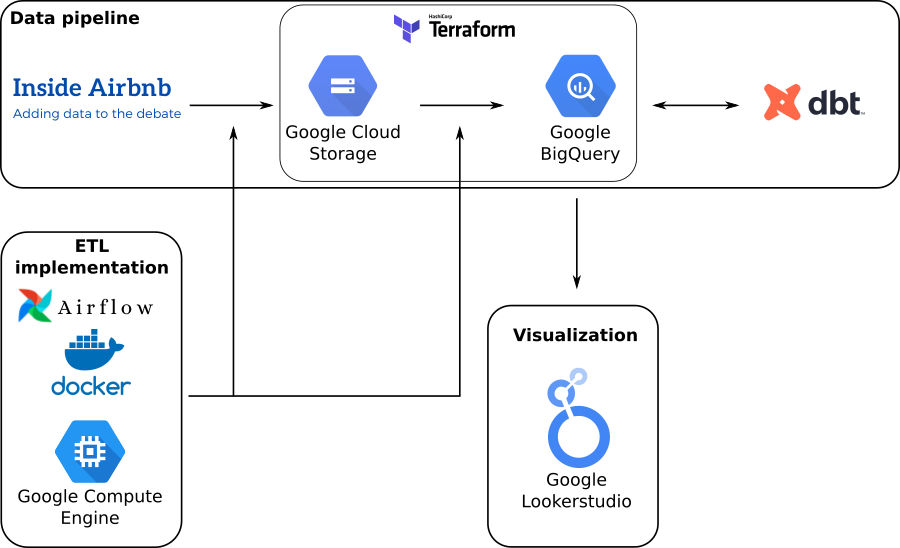 Data pipeline
HashiCorp
Terraform
Inside Airbnb
Adding data to the debate
Google Cloud
Storage
Google
BigQuery
dbt
ETL
implementation
Airflow
docker
Google Compute
Engine
Visualization
Google
Lookerstudio